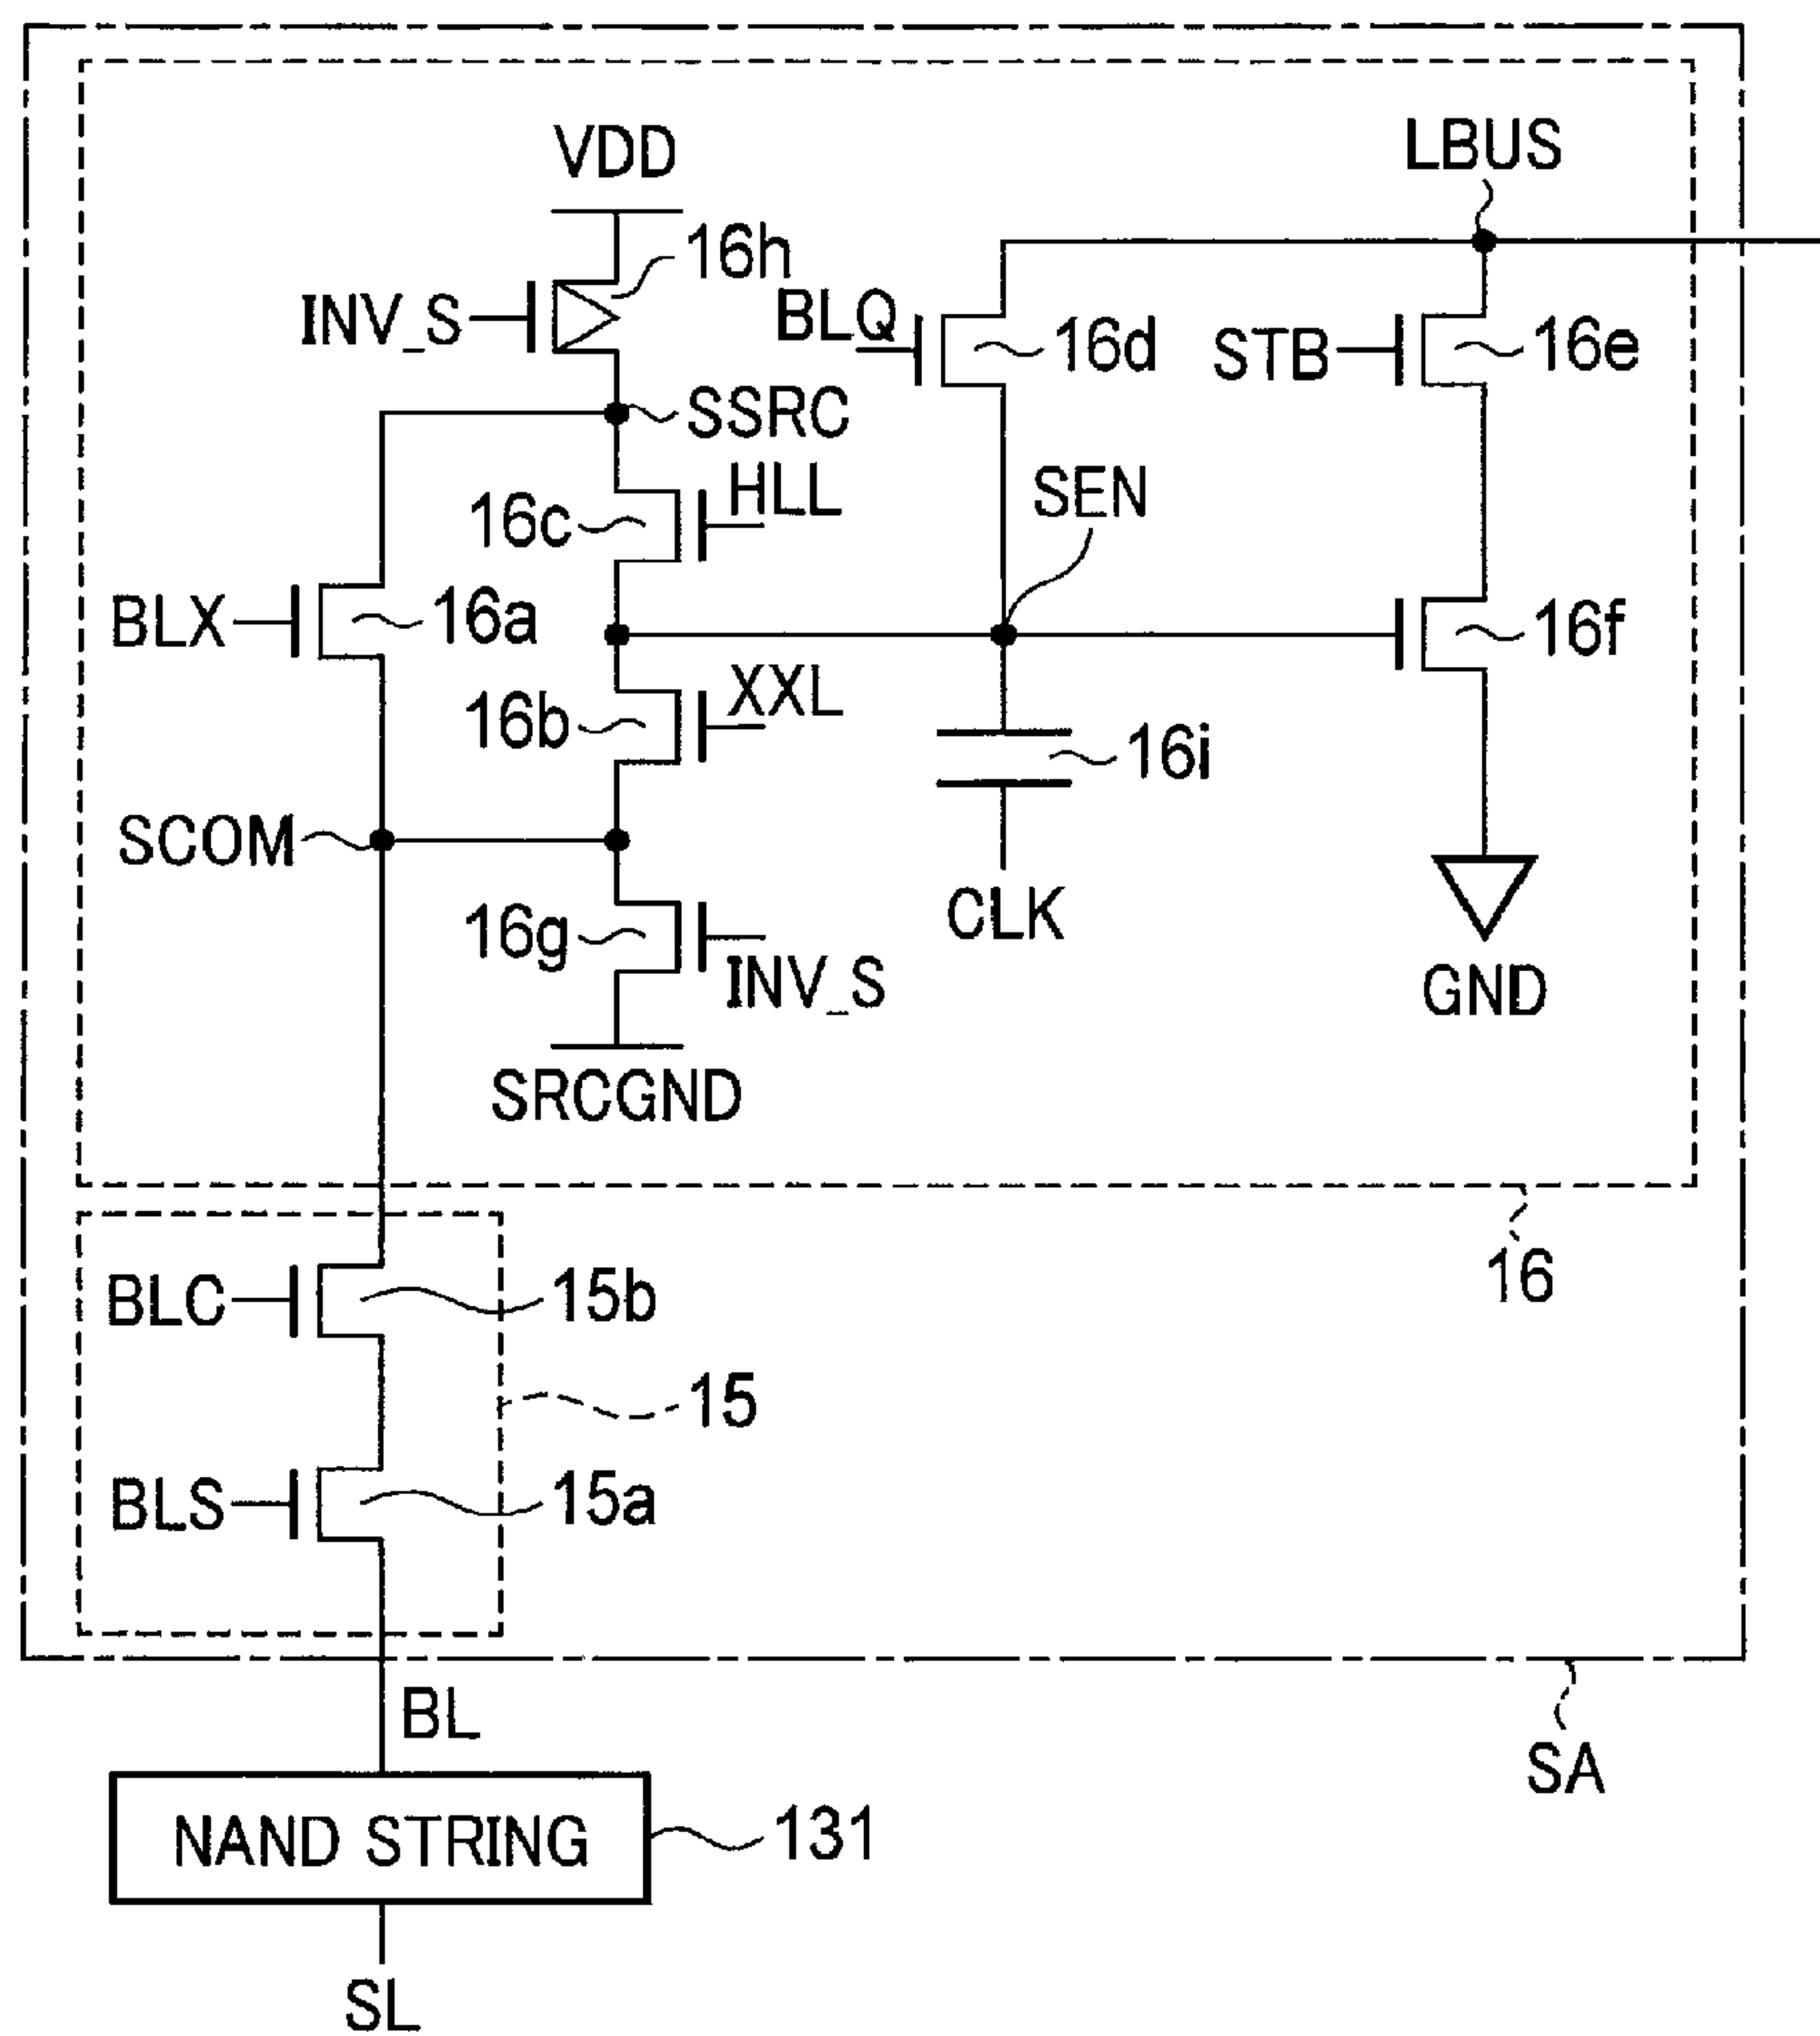 VDD
LBUS
16h
INV_S
BLQ
16d
STB
16e
SSRC
HLL
16c
SEN
BLX
16a
16f
XXL
16b
16i
SCOM
CLK
16g
INV_S
GND
SRCGND
16
BLC
15b
15
BLS
15a
BL
SA
NAND STRING
131
SL